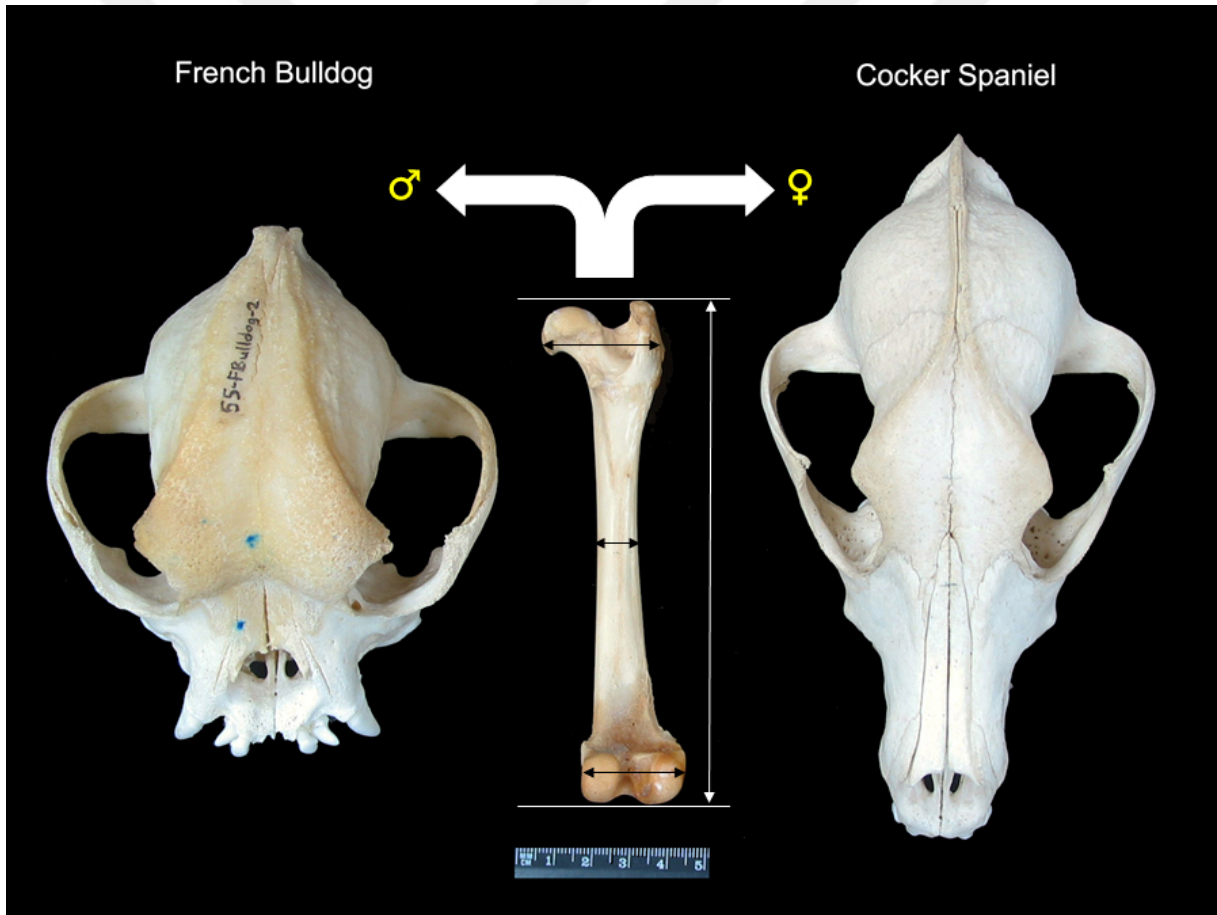 French Bulldog
Cocker Spaniel
♂
♀
55-FBulldog-2
MM
CM
1 2 3 4 5